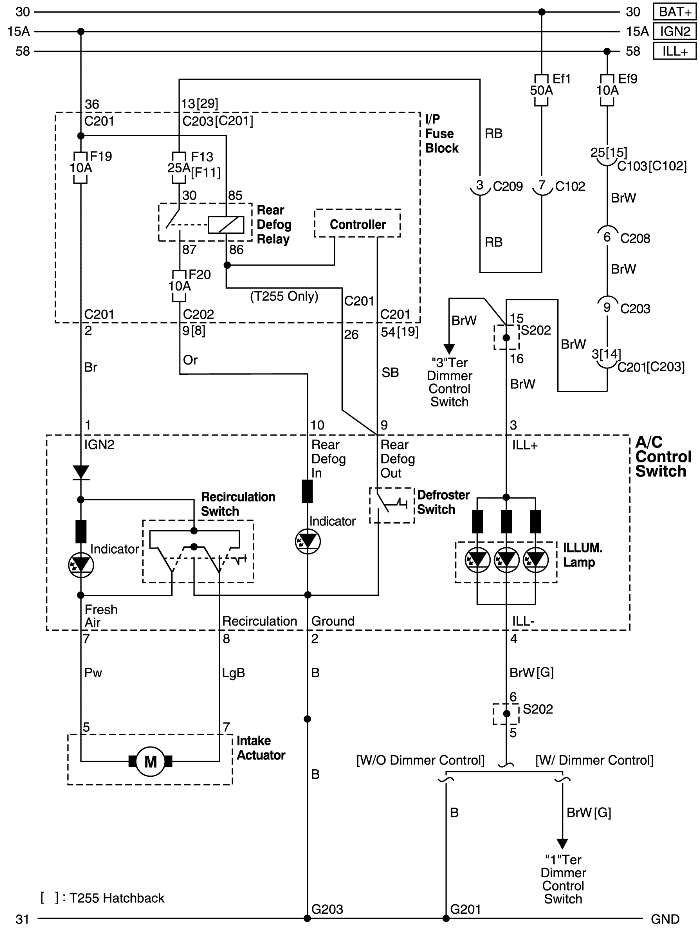 30 30 BAT+
15A 15A IGN2
58 58 ILL+
Ef1
50A
Ef9
10A
36 13[29]
C201 C203[C201]
I/P
Fuse
Block
RB
F19
10A
F13
25A [F11]
25[15]
C103[C102]
30 85
3 C209 7 C102
BrW
Rear
Defog
Relay
Controller
6 C208
87 86
RB
BrW
F20
10A
(T255 Only)
C201
9 C203
C201 C202 C201
2 9[8] 26 54[19]
BrW
15
S202
16
BrW
3[14]
C201[C203]
Br Or SB
"3"Ter
Dimmer
Control
Switch
BrW
1 10 9 3
IGN2
Rear
Defog
In
Rear
Defog
Out
ILL+
A/C
Control
Switch
Recirculation
Switch
Defroster
Switch
Indicator
Indicator
ILLUM.
Lamp
Fresh
Air
Recirculation Ground ILL-
7 8 2 4
Pw LgB B BrW[G]
6
S202
5
5 7
Intake
Actuator
M
B
[W/O Dimmer Control] [W/ Dimmer Control]
B BrW[G]
"1"Ter
Dimmer
Control
Switch
[ ] : T255 Hatchback
31 G203 G201 GND